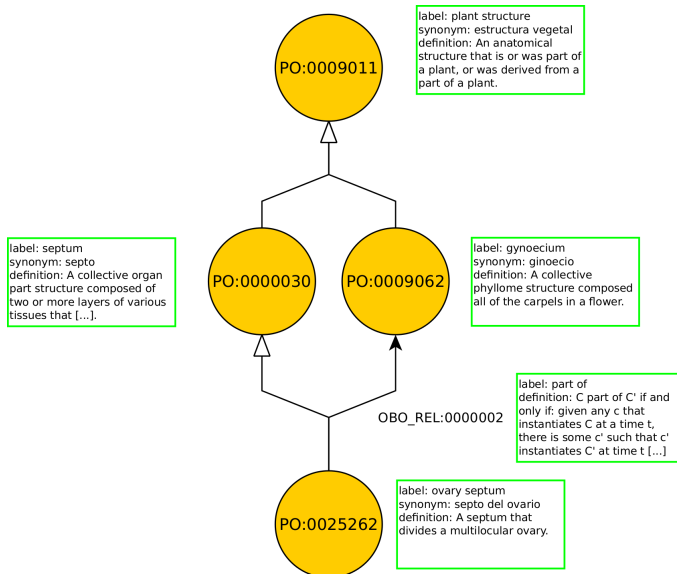 label: plant structure
synonym: estructura vegetal
definition: An anatomical
structure that is or was part of
a plant, or was derived from a
part of a plant.
PO:0009011
label: septum
synonym: septo
definition: A collective organ
part structure composed of
two or more layers of various
tissues that [...].
PO:0000030
PO:0009062
label: gynoecium
synonym: ginoecio
definition: A collective
phyllome structure composed
all of the carpels in a flower.
OBO_REL:0000002
label: part of
definition: C part of C' if and
only if: given any c that
instantiates C at a time t,
there is some c' such that c'
instantiates C' at time t [...]
PO:0025262
label: ovary septum
synonym: septo del ovario
definition: A septum that
divides a multilocular ovary.